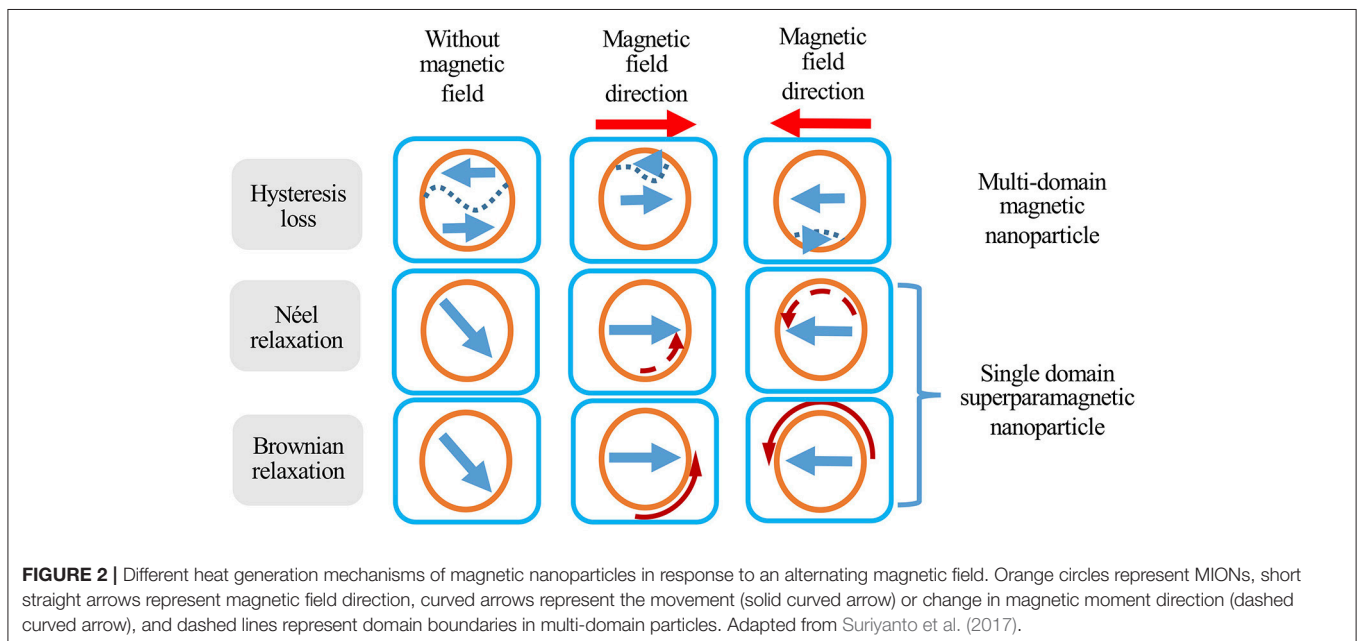 Without
magnetic
field
Magnetic
field
direction
Magnetic
field
direction
Hysteresis
loss
Multi-domain
magnetic
nanoparticle
Néel
relaxation
Single domain
superparamagnetic
nanoparticle
Brownian
relaxation
FIGURE 2 | Different heat generation mechanisms of magnetic nanoparticles in response to an alternating magnetic field. Orange circles represent MIONs, short
straight arrows represent magnetic field direction, curved arrows represent the movement (solid curved arrow) or change in magnetic moment direction (dashed
curved arrow), and dashed lines represent domain boundaries in multi-domain particles. Adapted from Suriyanto et al. (2017).